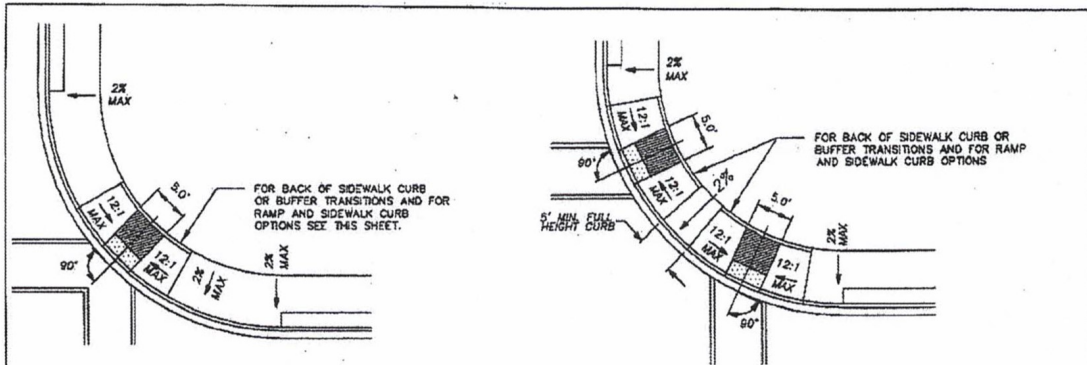 2%
MAX
12:1
MAX
5.0'
12:1
MAX
90°
2%
MAX
2%
MAX
FOR BACK OF SIDEWALK CURB
OR BUFFER TRANSITIONS AND FOR
RAMP AND SIDEWALK CURB
OPTIONS SEE THIS SHEET.
2%
MAX
12:1
MAX
5.0'
90°
12:1
MAX
2%
5' MIN. FULL
HEIGHT CURB
12:1
MAX
5.0'
12:1
MAX
90°
2%
MAX
FOR BACK OF SIDEWALK CURB OR
BUFFER TRANSITIONS AND FOR RAMP
AND SIDEWALK CURB OPTIONS